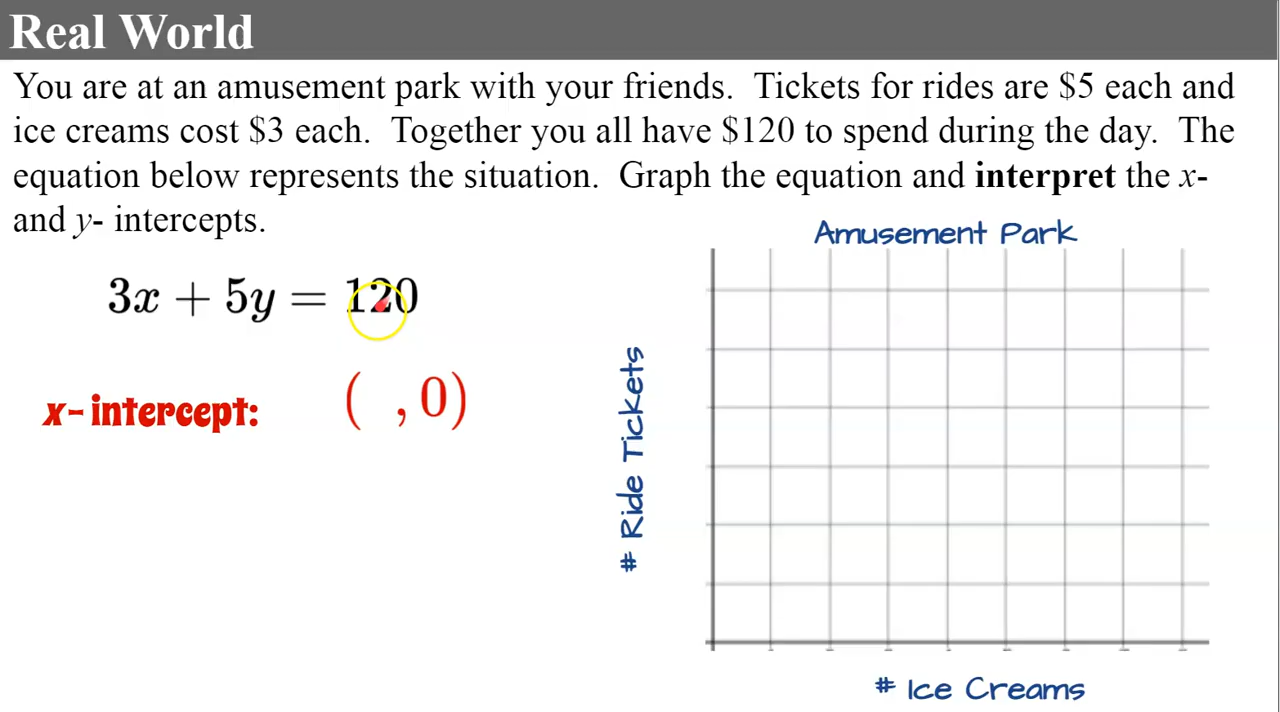 Real World
You are at an amusement park with your friends. Tickets for rides are $5 each and
ice creams cost $3 each. Together you all have $120 to spend during the day. The
equation below represents the situation. Graph the equation and interpret the x-
and y- intercepts.
3x + 5y = 120
x-intercept: ( , 0)
Amusement Park
# Ride Tickets
# Ice Creams